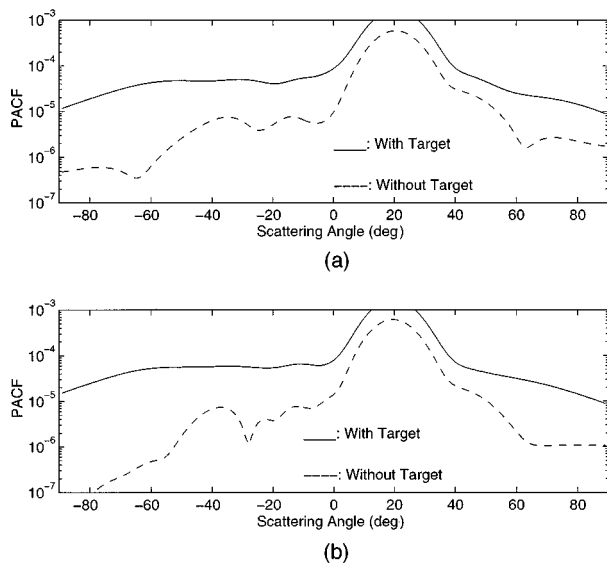 10^-3
10^-4
10^-5
10^-6
10^-7
PACF
: With Target
: Without Target
−80 −60 −40 −20 0 20 40 60 80
Scattering Angle (deg)
(a)
10^-3
10^-4
10^-5
10^-6
10^-7
PACF
: With Target
: Without Target
−80 −60 −40 −20 0 20 40 60 80
Scattering Angle (deg)
(b)